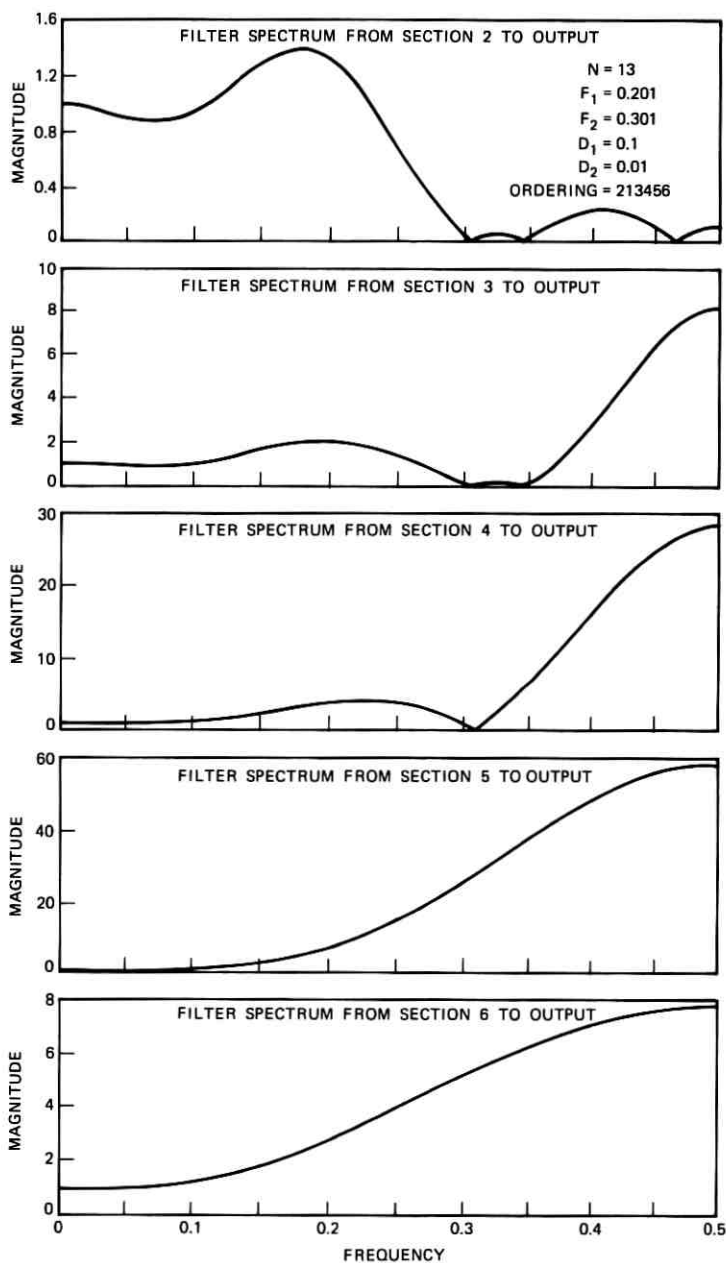 1.6
FILTER SPECTRUM FROM SECTION 2 TO OUTPUT
N = 13
F1 = 0.201
F2 = 0.301
D1 = 0.1
D2 = 0.01
ORDERING = 213456
1.2
0.8
0.4
0
MAGNITUDE
10
FILTER SPECTRUM FROM SECTION 3 TO OUTPUT
8
6
4
2
0
MAGNITUDE
30
FILTER SPECTRUM FROM SECTION 4 TO OUTPUT
20
10
0
MAGNITUDE
60
FILTER SPECTRUM FROM SECTION 5 TO OUTPUT
40
20
0
MAGNITUDE
8
FILTER SPECTRUM FROM SECTION 6 TO OUTPUT
6
4
2
0
MAGNITUDE
0 0.1 0.2 0.3 0.4 0.5
FREQUENCY